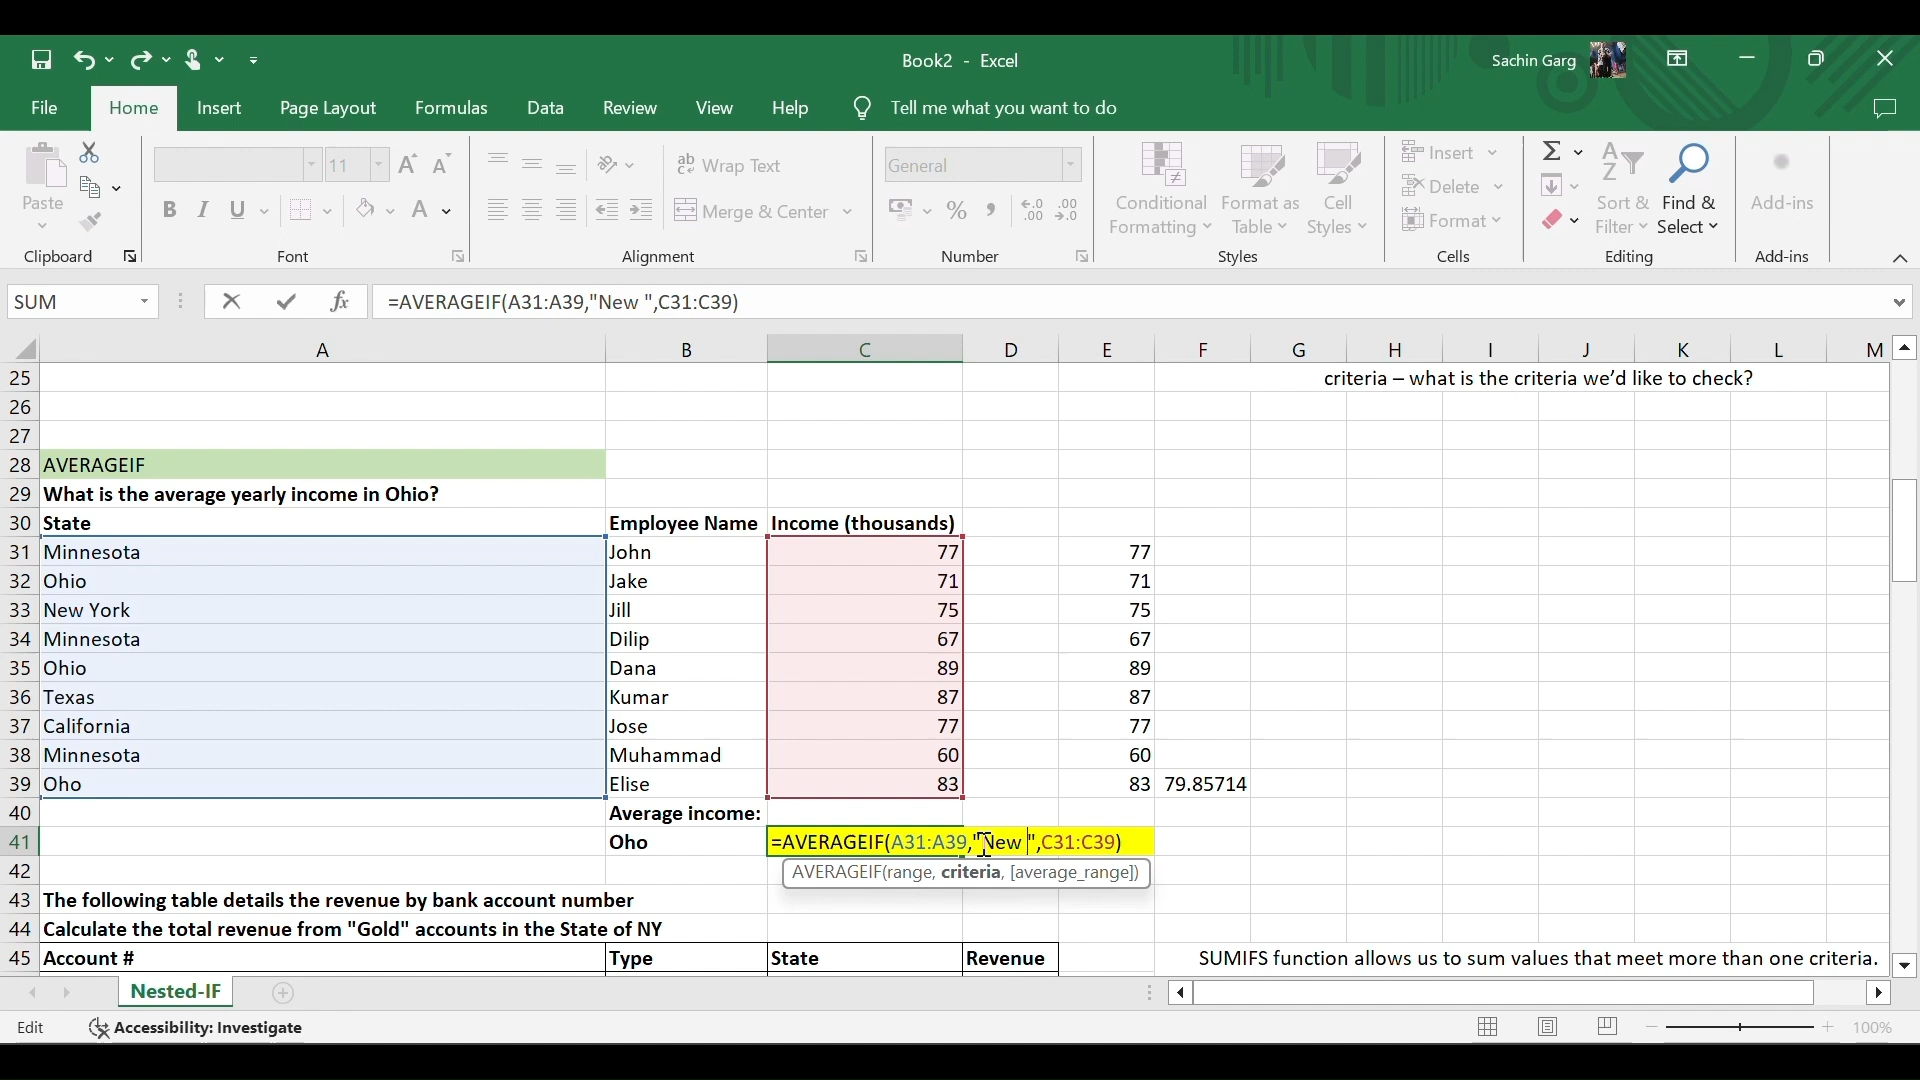 Book2 - Excel
Sachin Garg
File Home Insert Page Layout Formulas Data Review View Help Tell me what you want to do
Paste
11
Wrap Text
Merge & Center
General
Conditional Formatting
Format as Table
Cell Styles
Insert
Delete
Format
Sort & Filter
Find & Select
Add-ins
Clipboard Font Alignment Number Styles Cells Editing Add-ins
SUM fx =AVERAGEIF(A31:A39,"New ",C31:C39)
A B C D E F G H I J K L M
25 criteria – what is the criteria we'd like to check?
26
27
28 AVERAGEIF
29 What is the average yearly income in Ohio?
30 State Employee Name Income (thousands)
31 Minnesota John 77 77
32 Ohio Jake 71 71
33 New York Jill 75 75
34 Minnesota Dilip 67 67
35 Ohio Dana 89 89
36 Texas Kumar 87 87
37 California Jose 77 77
38 Minnesota Muhammad 60 60
39 Oho Elise 83 83 79.85714
40 Average income:
41 Oho =AVERAGEIF(A31:A39,"New ",C31:C39)
42 AVERAGEIF(range, criteria, [average_range])
43 The following table details the revenue by bank account number
44 Calculate the total revenue from "Gold" accounts in the State of NY
45 Account # Type State Revenue SUMIFS function allows us to sum values that meet more than one criteria.
Nested-IF
Edit Accessibility: Investigate 100%